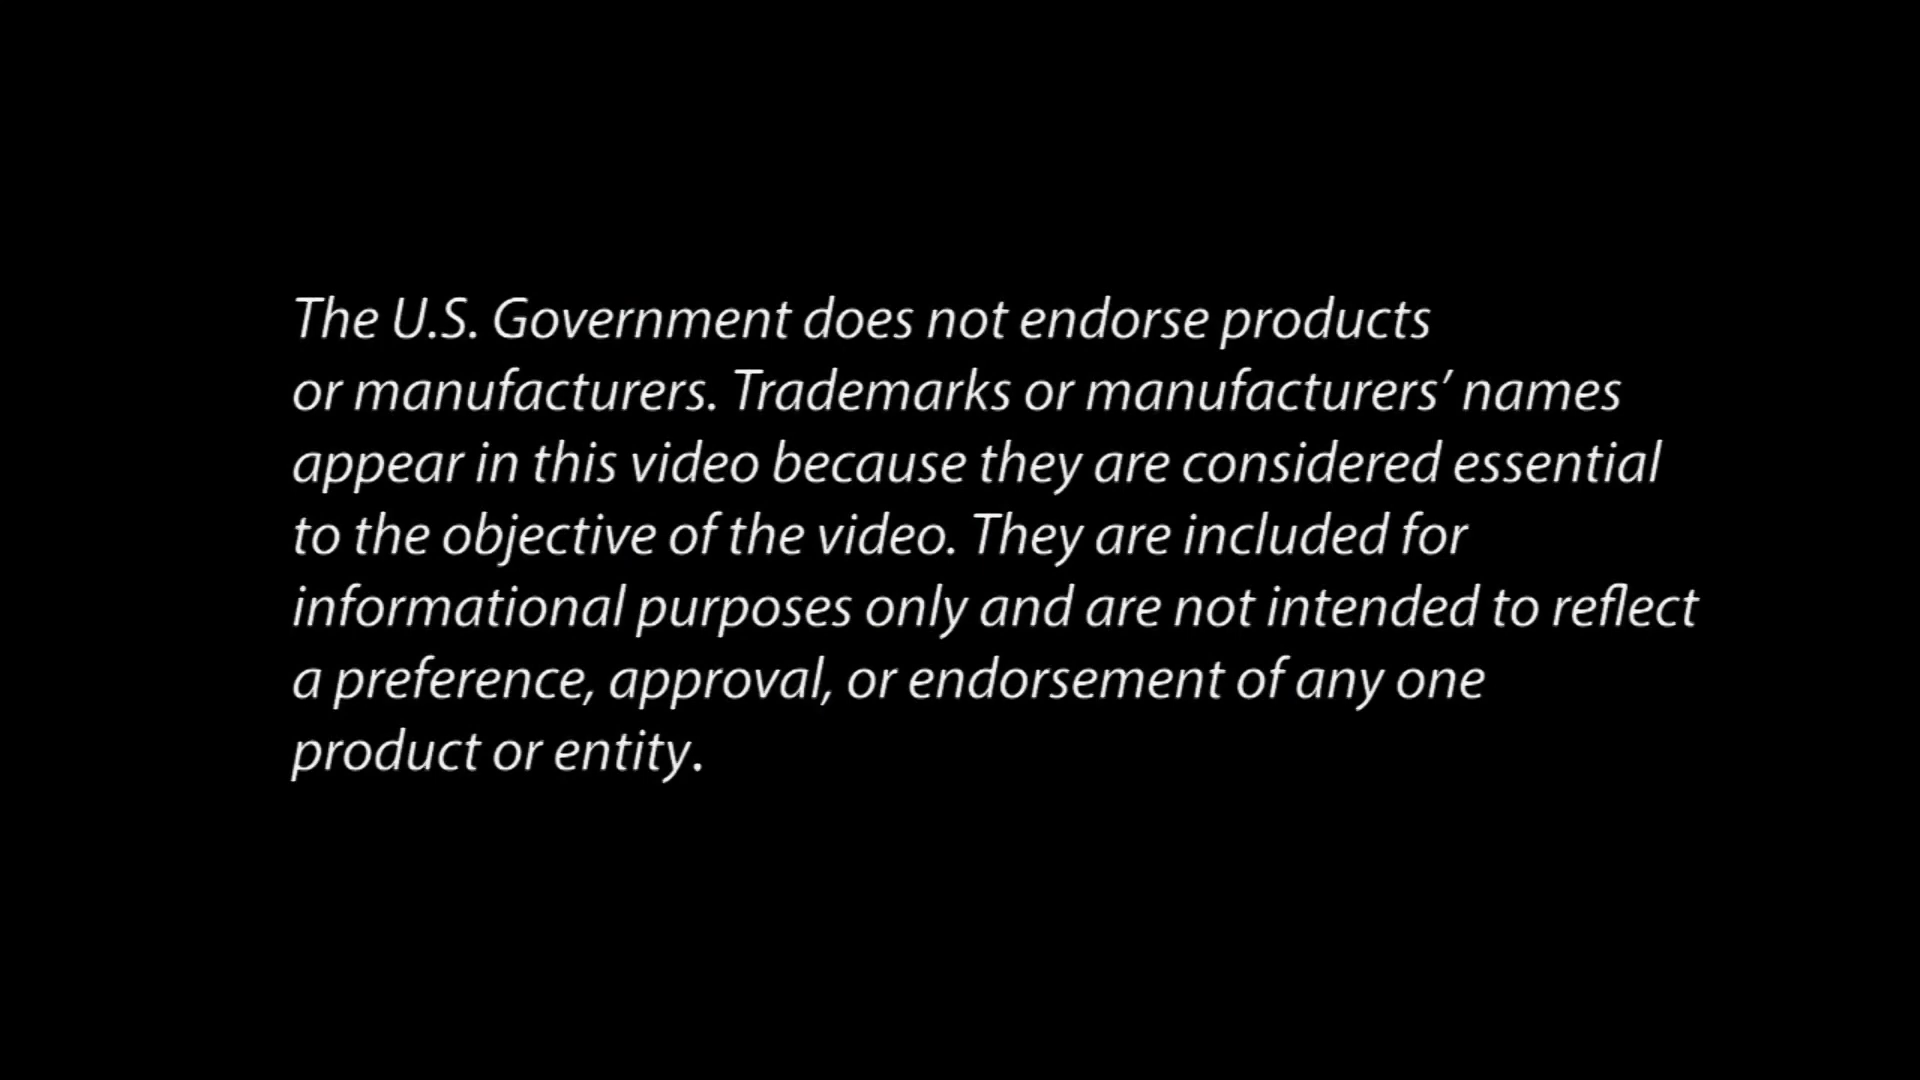 The U.S. Government does not endorse products
or manufacturers. Trademarks or manufacturers’ names
appear in this video because they are considered essential
to the objective of the video. They are included for
informational purposes only and are not intended to reflect
a preference, approval, or endorsement of any one
product or entity.